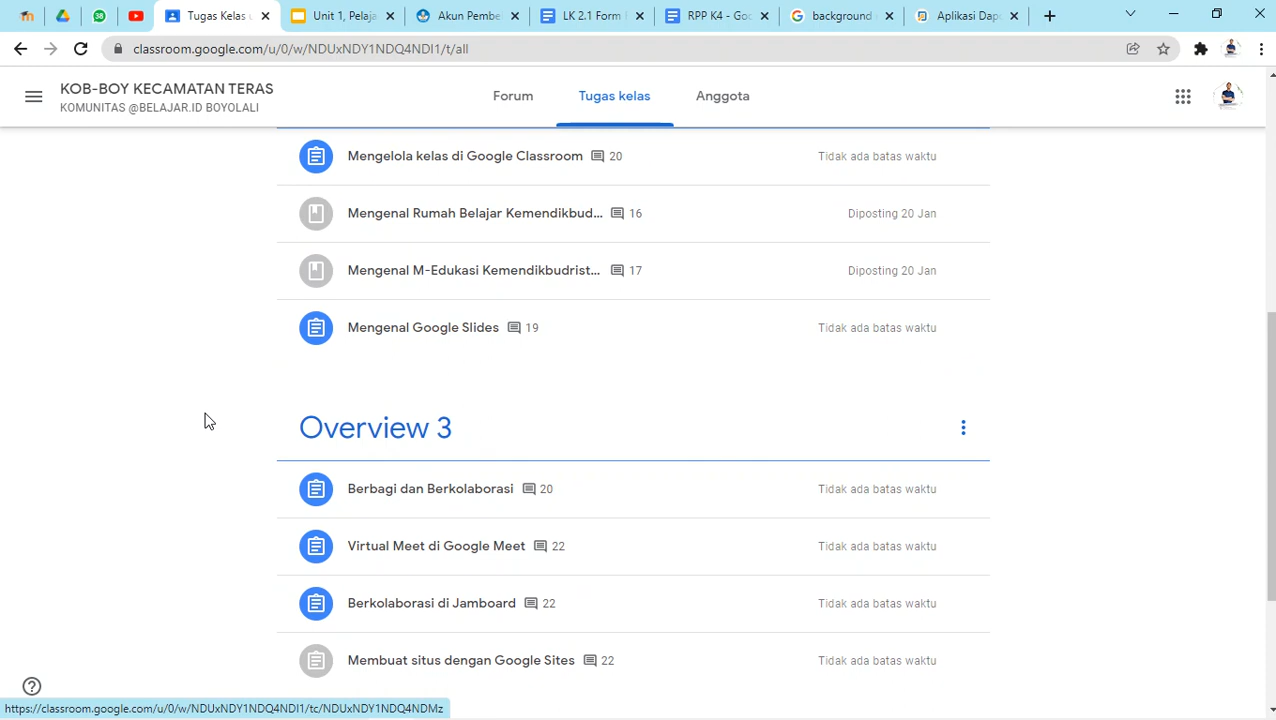 Tugas Kelas
Unit 1, Pelaja
Akun Pembe
LK 2.1 Form
RPP K4 - Goo
background
Aplikasi Dapo
38
classroom.google.com/u/0/w/NDUxNDY1NDQ4NDI1/t/all
KOB-BOY KECAMATAN TERAS
KOMUNITAS @BELAJAR.ID BOYOLALI
Forum
Tugas kelas
Anggota
Mengelola kelas di Google Classroom 20 Tidak ada batas waktu
Mengenal Rumah Belajar Kemendikbud... 16 Diposting 20 Jan
Mengenal M-Edukasi Kemendikbudrist... 17 Diposting 20 Jan
Mengenal Google Slides 19 Tidak ada batas waktu
Overview 3
Berbagi dan Berkolaborasi 20 Tidak ada batas waktu
Virtual Meet di Google Meet 22 Tidak ada batas waktu
Berkolaborasi di Jamboard 22 Tidak ada batas waktu
Membuat situs dengan Google Sites 22 Tidak ada batas waktu
https://classroom.google.com/u/0/w/NDUxNDY1NDQ4NDI1/tc/NDUxNDY1NDQ4NDMz